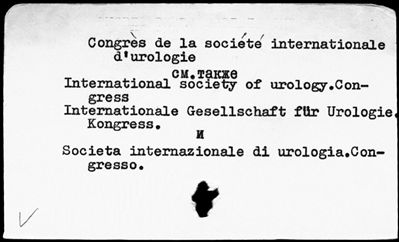 Congrès de la société internationale
d'urologie
см.также
International society of urology.Con-
gress
Internationale Gesellschaft für Urologie.
Kongress.
и
Societa internazionale di urologia.Con-
gresso.